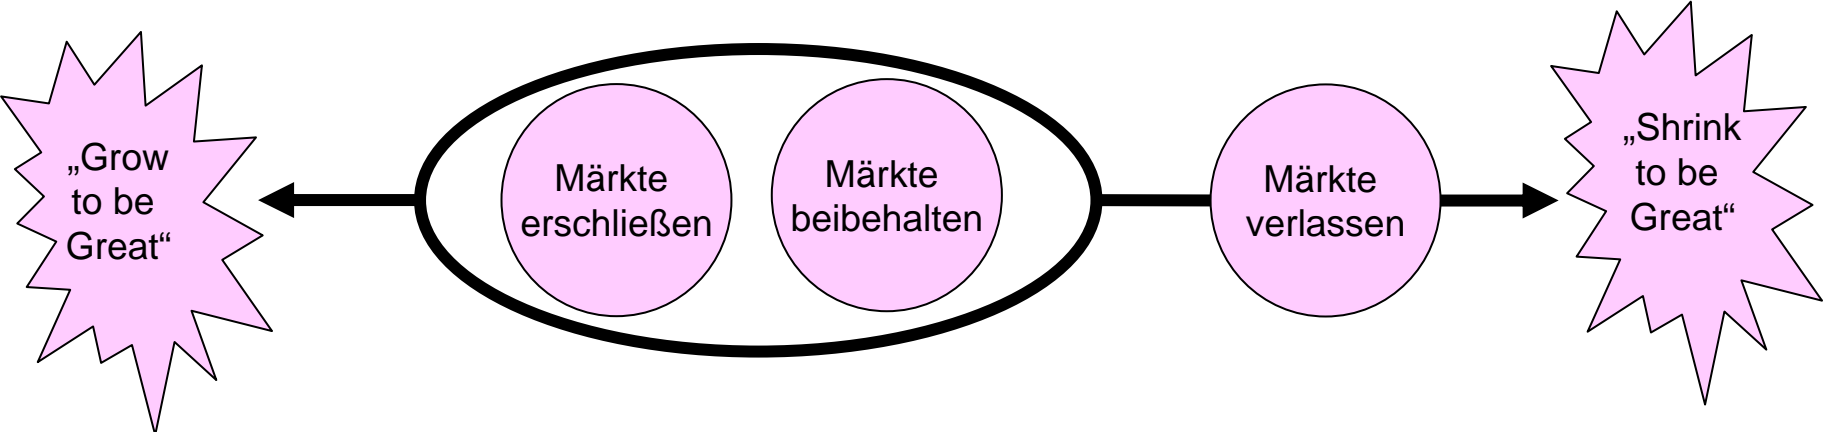 „Grow
to be
Great“
Märkte
erschließen
Märkte
beibehalten
Märkte
verlassen
„Shrink
to be
Great“